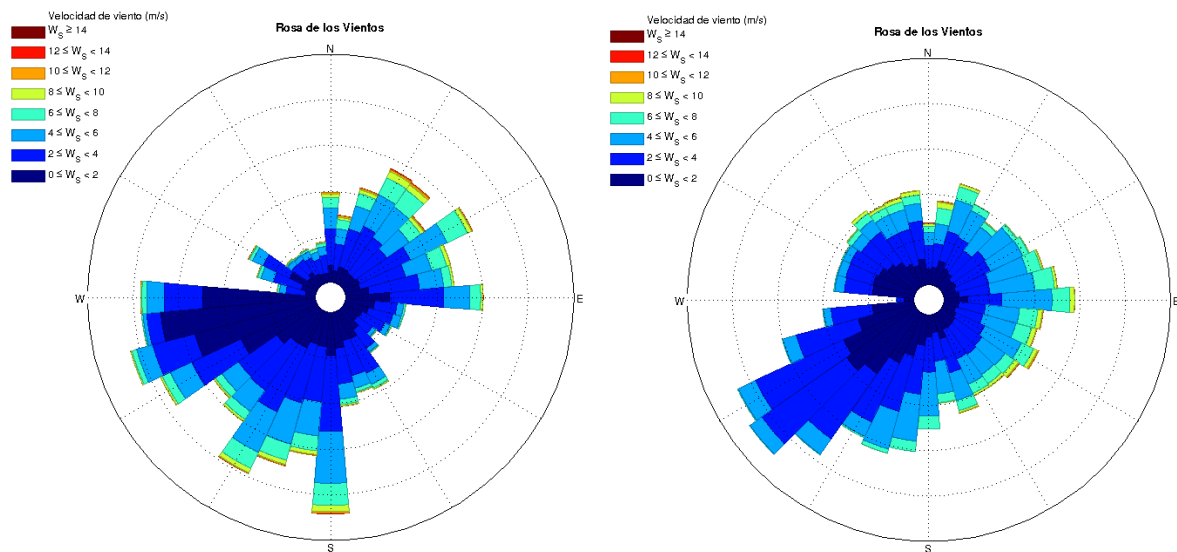 Velocidad de viento (m/s)
W_S ≥ 14
12 ≤ W_S < 14
10 ≤ W_S < 12
8 ≤ W_S < 10
6 ≤ W_S < 8
4 ≤ W_S < 6
2 ≤ W_S < 4
0 ≤ W_S < 2
Rosa de los Vientos
N
W
E
S
Velocidad de viento (m/s)
W_S ≥ 14
12 ≤ W_S < 14
10 ≤ W_S < 12
8 ≤ W_S < 10
6 ≤ W_S < 8
4 ≤ W_S < 6
2 ≤ W_S < 4
0 ≤ W_S < 2
Rosa de los Vientos
N
W
E
S